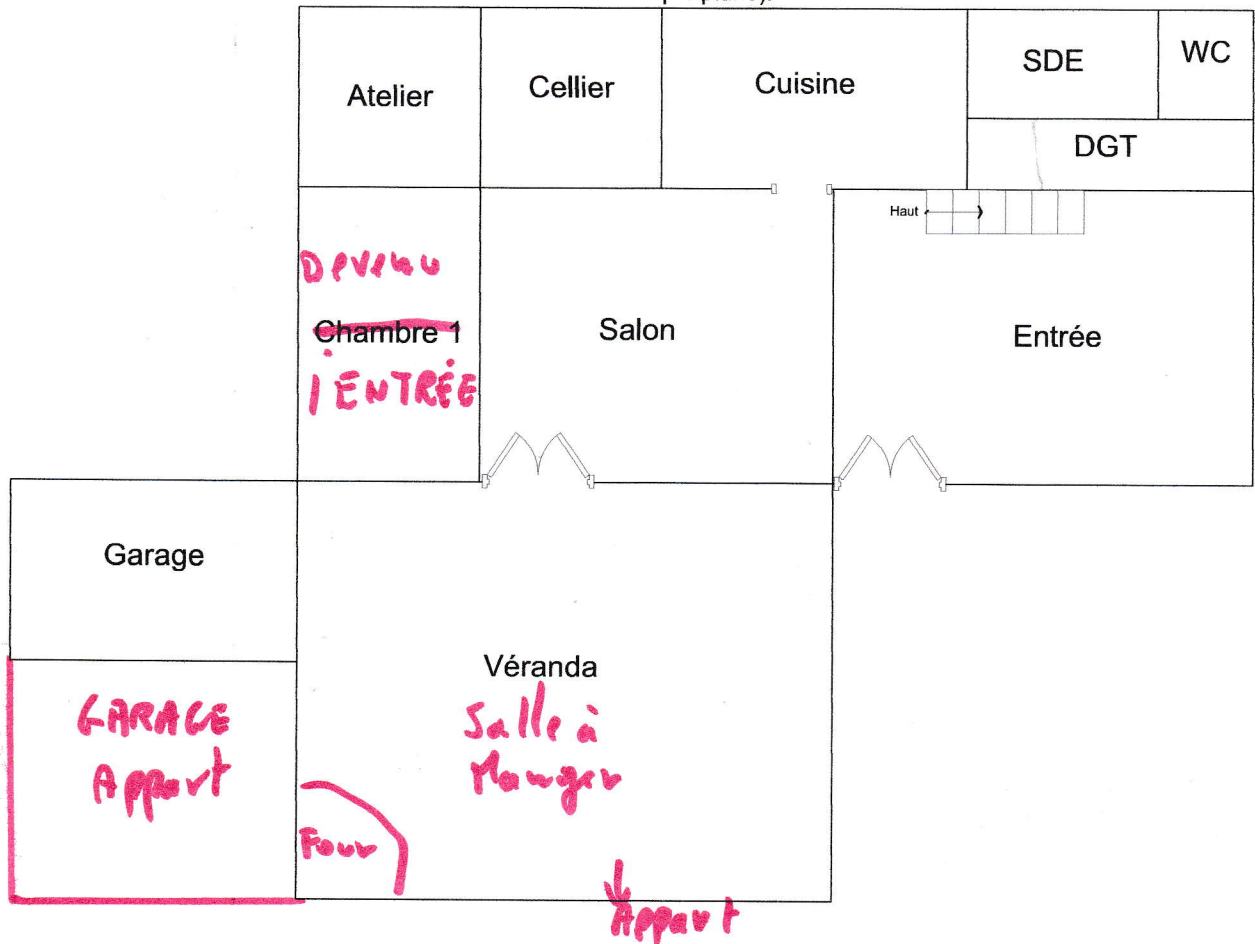 Atelier
Cellier
Cuisine
SDE
WC
DGT
Haut
Devenu
Chambre 1
ENTRÉE
Salon
Entrée
Garage
Véranda
GARAGE
Appart
Salle à
Manger
Four
Appart